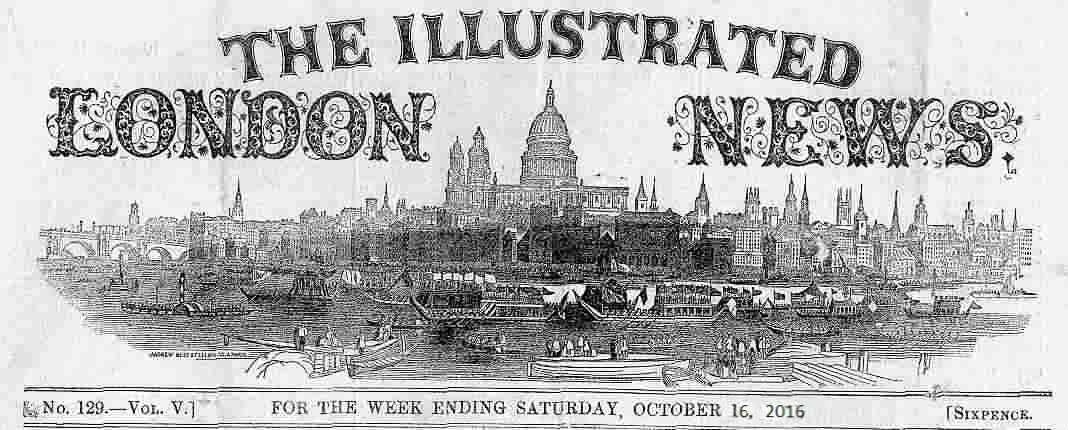 THE ILLUSTRATED
LONDON NEWS
No. 129.—Vol. V.]
FOR THE WEEK ENDING SATURDAY, OCTOBER 16, 2016
[Sixpence.